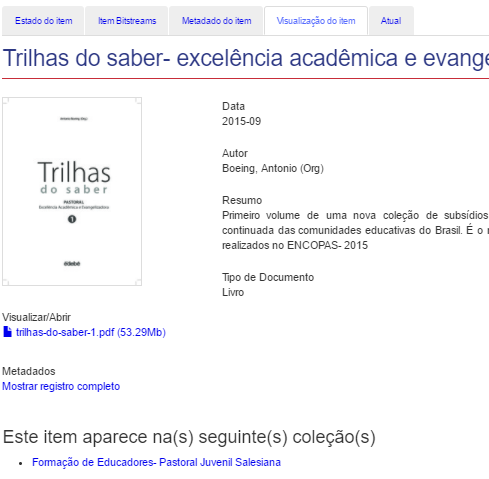 Estado do item
Item Bitstreams
Metadado do item
Visualização do item
Atual
Trilhas do saber- excelência acadêmica e evange
Antonio Boeing (Org.)
Trilhas
do saber
PASTORAL
Excelência Acadêmica e Evangelizadora
1
edebê
Data
2015-09
Autor
Boeing, Antonio (Org)
Resumo
Primeiro volume de uma nova coleção de subsídios
continuada das comunidades educativas do Brasil. É o
realizados no ENCOPAS- 2015
Tipo de Documento
Livro
Visualizar/Abrir
trilhas-do-saber-1.pdf (53.29Mb)
Metadados
Mostrar registro completo
Este item aparece na(s) seguinte(s) coleção(s)
Formação de Educadores- Pastoral Juvenil Salesiana